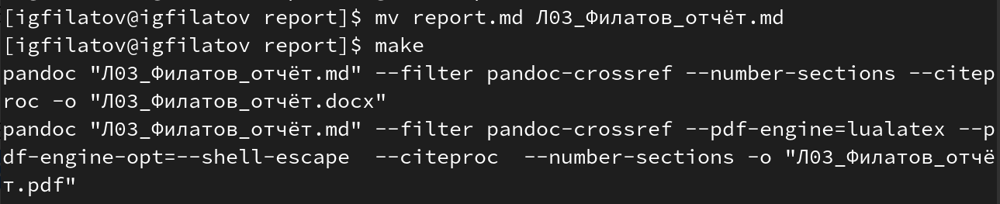 [igfilatov@igfilatov report]$ mv report.md Л03_Филатов_отчёт.md
[igfilatov@igfilatov report]$ make
pandoc "Л03_Филатов_отчёт.md" --filter pandoc-crossref --number-sections --citep
roc -o "Л03_Филатов_отчёт.docx"
pandoc "Л03_Филатов_отчёт.md" --filter pandoc-crossref --pdf-engine=lualatex --p
df-engine-opt=--shell-escape  --citeproc  --number-sections -o "Л03_Филатов_отчё
т.pdf"